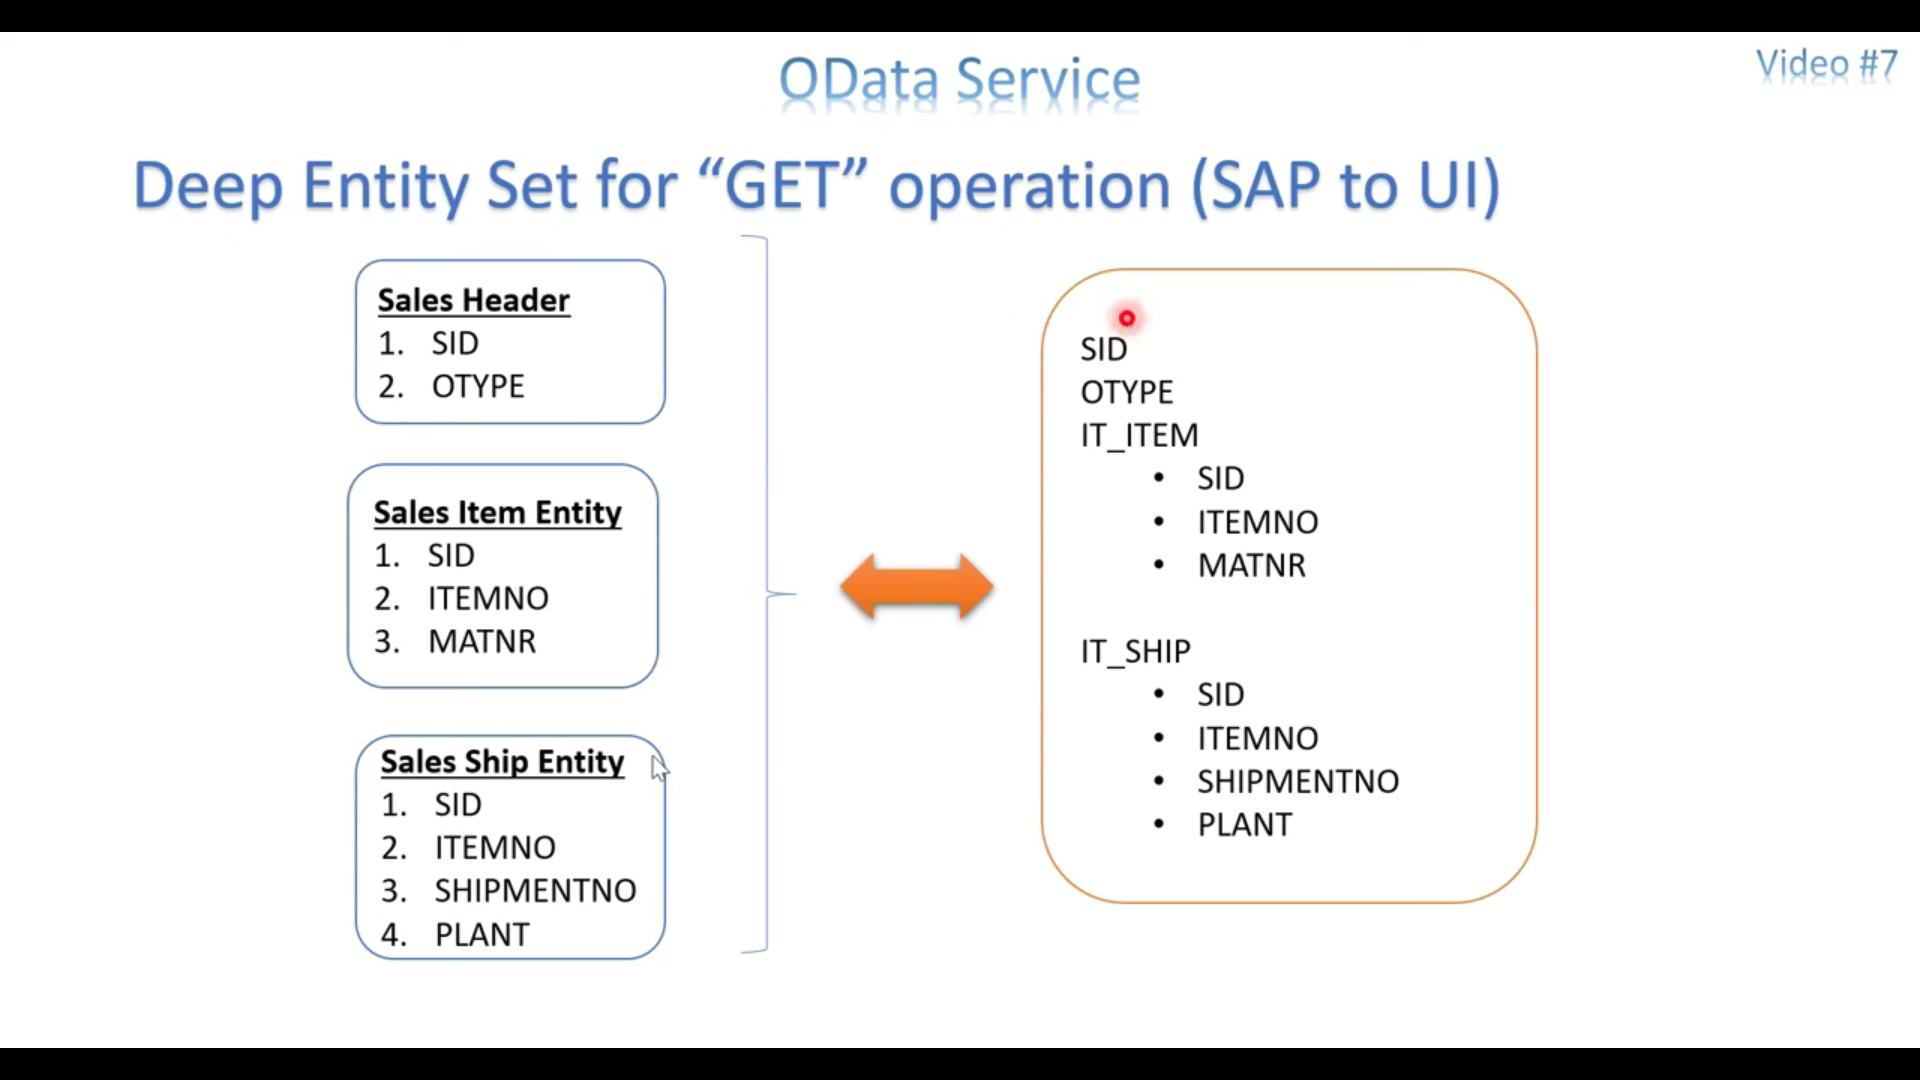 OData Service
Video #7
Deep Entity Set for “GET” operation (SAP to UI)
Sales Header
1. SID
2. OTYPE
Sales Item Entity
1. SID
2. ITEMNO
3. MATNR
Sales Ship Entity
1. SID
2. ITEMNO
3. SHIPMENTNO
4. PLANT
SID
OTYPE
IT_ITEM
• SID
• ITEMNO
• MATNR
IT_SHIP
• SID
• ITEMNO
• SHIPMENTNO
• PLANT